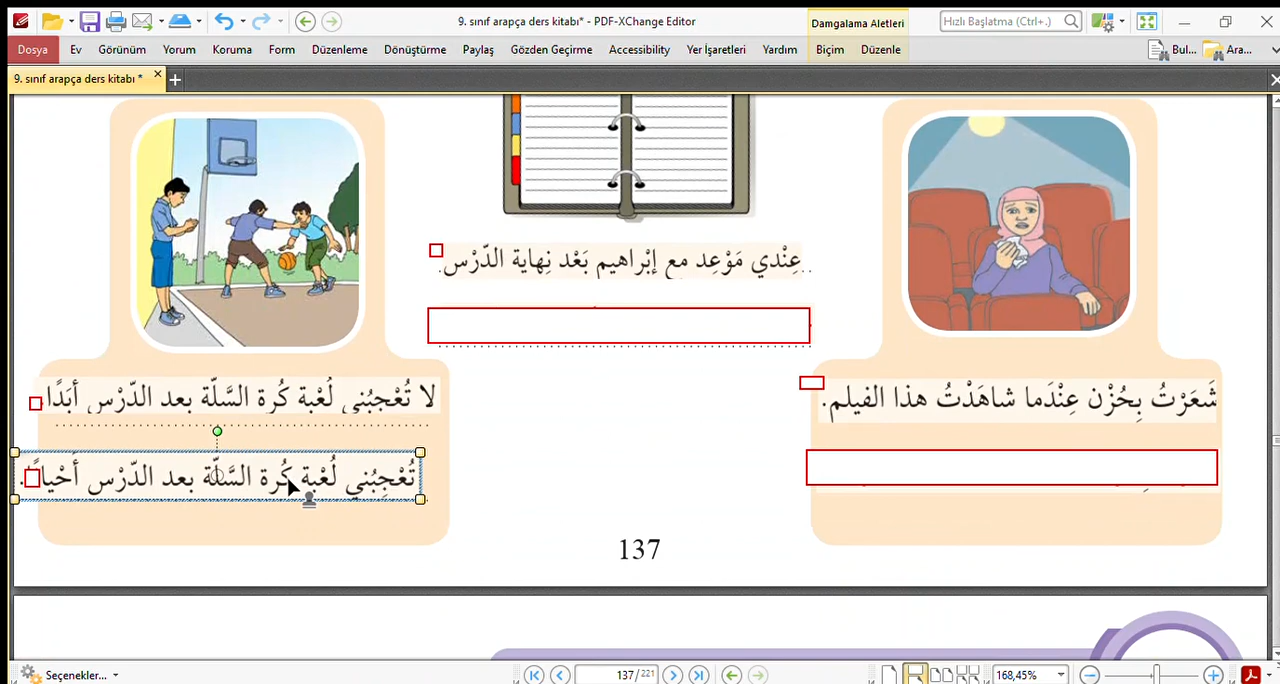 9. sınıf arapça ders kitabı* - PDF-XChange Editor
Damgalama Aletleri
Hızlı Başlatma (Ctrl+.)
Dosya Ev Görünüm Yorum Koruma Form Düzenleme Dönüştürme Paylaş Gözden Geçirme Accessibility Yer İşaretleri Yardım Biçim Düzenle Bul... Ara...
9. sınıf arapça ders kitabı *
عِنْدي مَوْعِد مع إبْراهيم بَعْد نِهاية الدّرْس.
شَعَرْتُ بِحُزْن عِنْدَما شاهَدْتُ هذا الفيلم.
لا تُعْجِبُني لُعْبة كُرة السَّلّة بعد الدّرْس أبَدًا
تُعْجِبُني لُعْبة كُرة السَّلّة بعد الدّرْس أحْيانًا.
137
Seçenekler...
137 / 221
168,45%